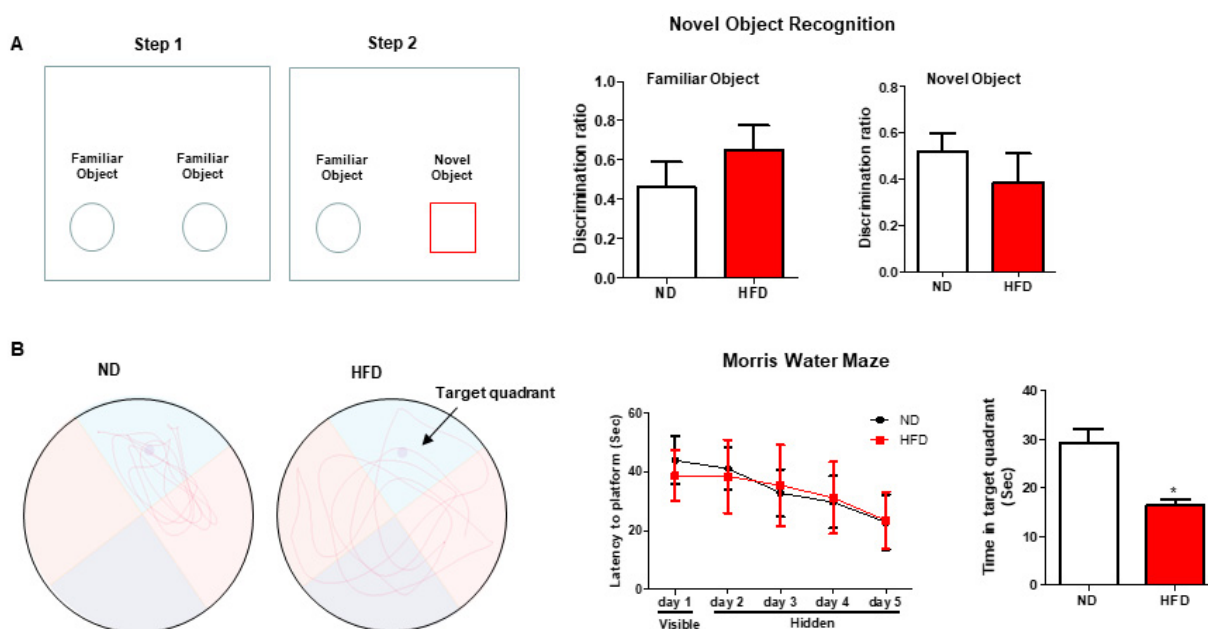 A
Step 1
Step 2
Familiar
Object
Familiar
Object
Familiar
Object
Novel
Object
Novel Object Recognition
Familiar Object
Discrimination ratio
1.0
0.8
0.6
0.4
0.2
0.0
ND
HFD
Novel Object
Discrimination ratio
0.8
0.6
0.4
0.2
0.0
ND
HFD
B
ND
HFD
Target quadrant
Morris Water Maze
Latency to platform (Sec)
60
40
20
0
ND
HFD
day 1
day 2
day 3
day 4
day 5
Visible
Hidden
Time in target quadrant
(Sec)
40
30
20
10
0
*
ND
HFD